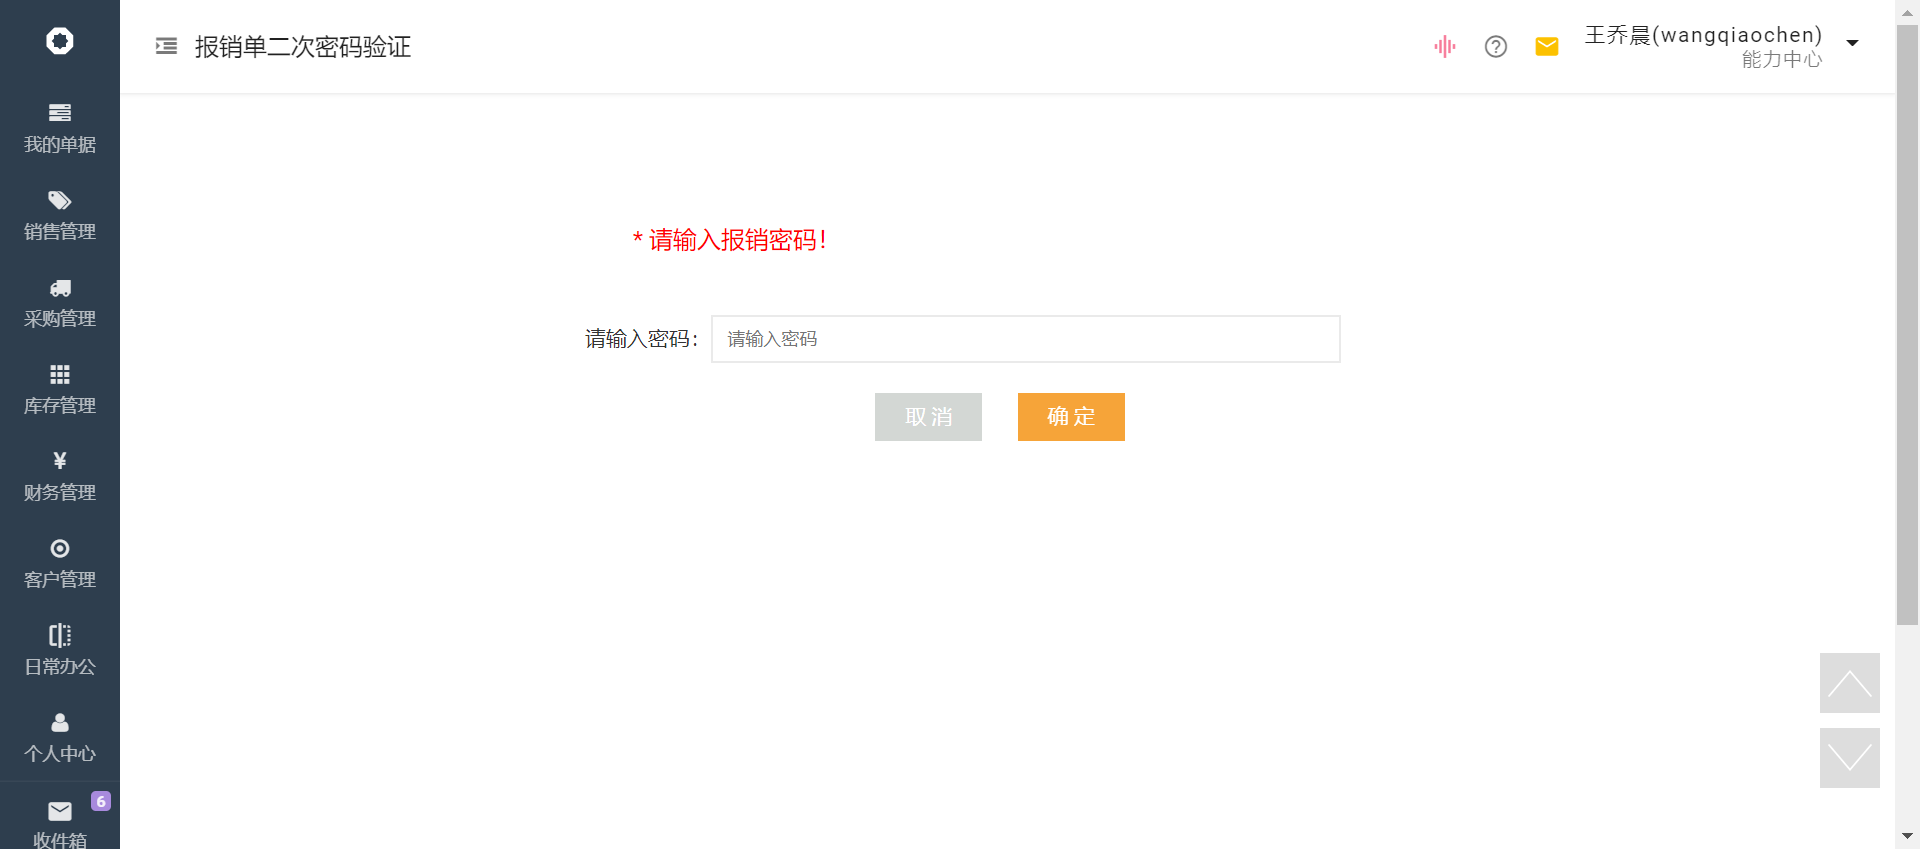 报销单二次密码验证
王乔晨(wangqiaochen)
能力中心
我的单据
销售管理
采购管理
库存管理
财务管理
客户管理
日常办公
个人中心
6
收件箱
* 请输入报销密码！
请输入密码：
请输入密码
取消
确定